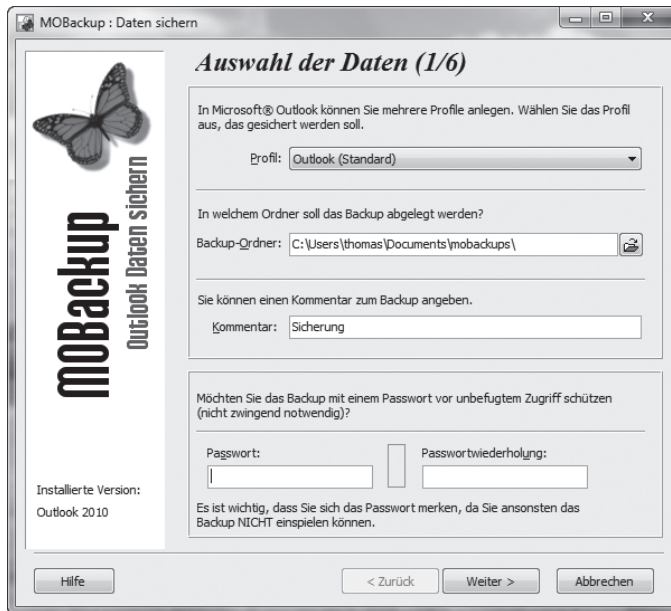 MOBackup : Daten sichern
Auswahl der Daten (1/6)
In Microsoft® Outlook können Sie mehrere Profile anlegen. Wählen Sie das Profil
aus, das gesichert werden soll.
Profil: Outlook (Standard)
In welchem Ordner soll das Backup abgelegt werden?
Backup-Ordner: C:\Users\thomas\Documents\mobackups\
Sie können einen Kommentar zum Backup angeben.
Kommentar: Sicherung
Möchten Sie das Backup mit einem Passwort vor unbefugtem Zugriff schützen
(nicht zwingend notwendig)?
Passwort: Passwortwiederholung:
Es ist wichtig, dass Sie sich das Passwort merken, da Sie ansonsten das
Backup NICHT einspielen können.
MOBackup
Outlook Daten sichern
Installierte Version:
Outlook 2010
Hilfe < Zurück Weiter > Abbrechen